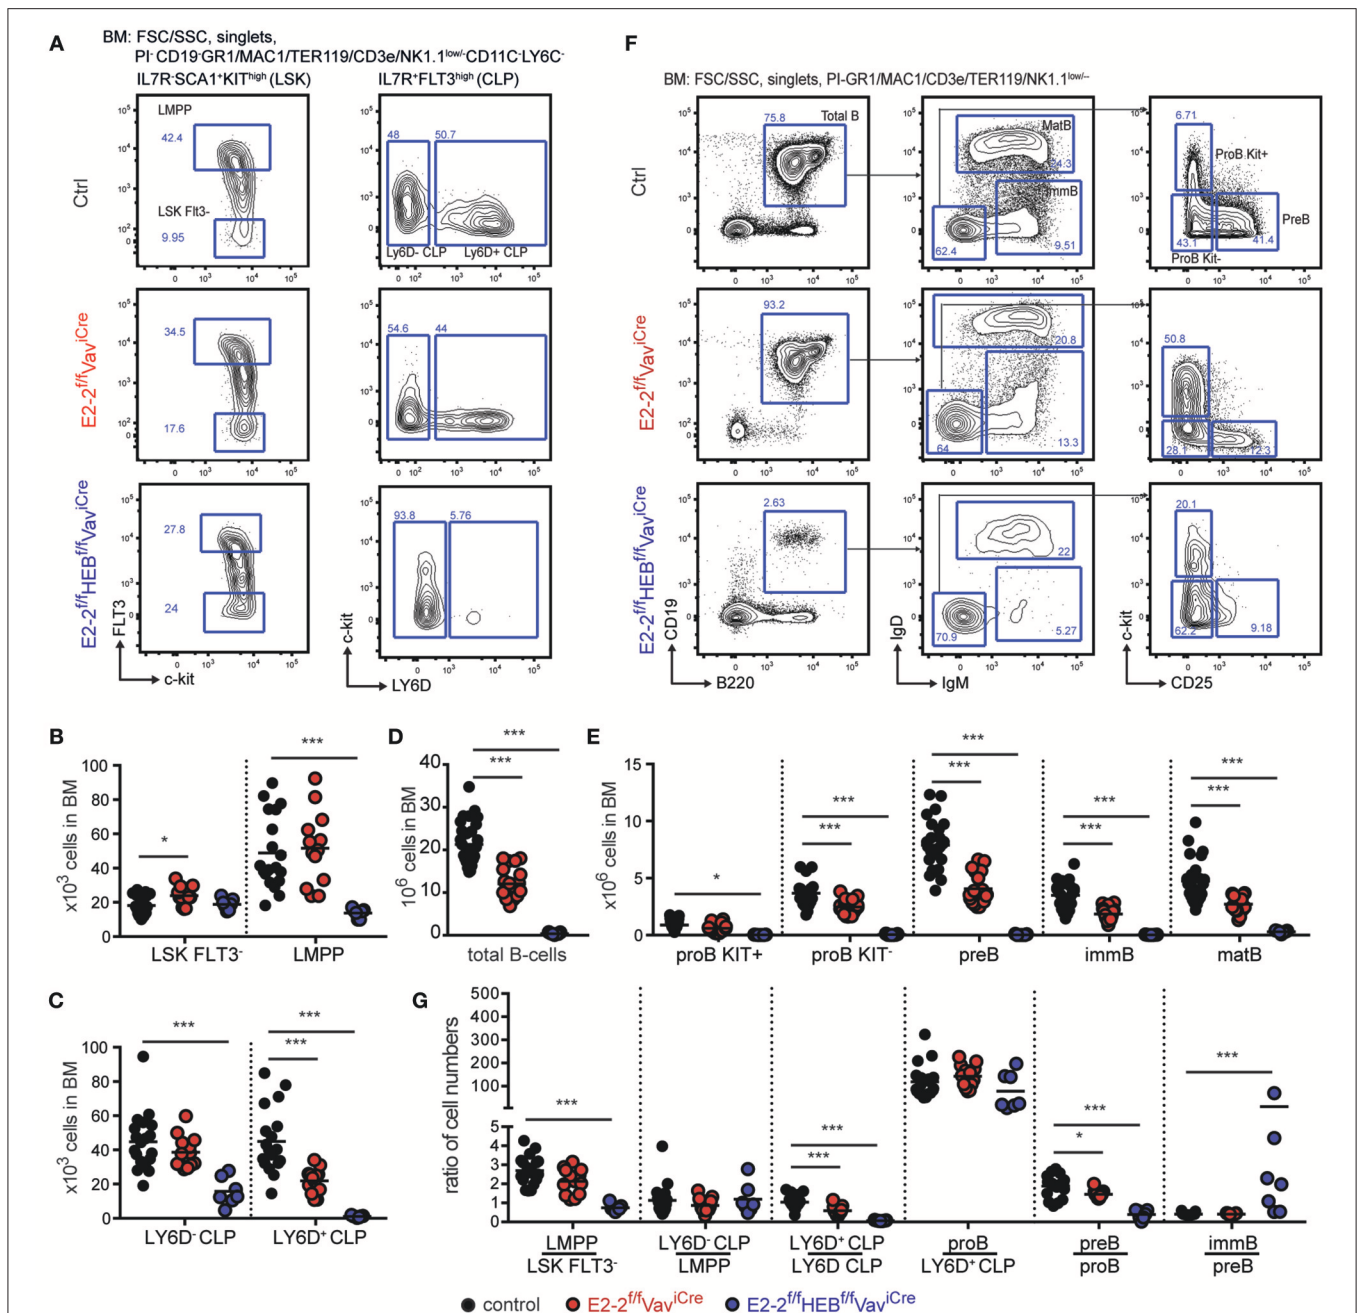 A
BM: FSC/SSC, singlets,
PI- CD19-GR1/MAC1/TER119/CD3e/NK1.1low/-CD11C-LY6C-
IL7R-SCA1+KIThigh (LSK)
IL7R+FLT3high (CLP)
Ctrl
LMPP
42.4
LSK Flt3-
9.95
48
50.7
Ly6D- CLP
Ly6D+ CLP
E2-2f/fVaviCre
34.5
17.6
54.6
44
E2-2f/fHEBf/fVaviCre
27.8
24
93.8
5.76
FLT3
c-kit
c-kit
LY6D
F
BM: FSC/SSC, singlets, PI-GR1/MAC1/CD3e/TER119/NK1.1low/--
Ctrl
75.8
Total B
MatB
24.3
immB
62.4
9.51
6.71
ProB Kit+
PreB
43.1
41.4
ProB Kit-
E2-2f/fVaviCre
93.2
20.8
64
13.3
50.8
28.1
12.3
E2-2f/fHEBf/fVaviCre
2.63
22
70.9
5.27
20.1
62.2
9.18
CD19
B220
IgD
IgM
c-kit
CD25
B
x103 cells in BM
100
80
60
40
20
0
*
***
LSK FLT3-
LMPP
D
106 cells in BM
40
30
20
10
0
***
***
total B-cells
E
x106 cells in BM
15
10
5
0
*
***
***
***
***
***
***
***
***
proB KIT+
proB KIT-
preB
immB
matB
C
x103 cells in BM
100
80
60
40
20
0
***
***
***
LY6D- CLP
LY6D+ CLP
G
ratio of cell numbers
500
400
300
200
100
5
4
3
2
1
0
***
***
***
***
*
***
LMPP
LSK FLT3-
LY6D- CLP
LMPP
LY6D+ CLP
LY6D CLP
proB
LY6D+ CLP
preB
proB
immB
preB
control
E2-2f/fVaviCre
E2-2f/fHEBf/fVaviCre